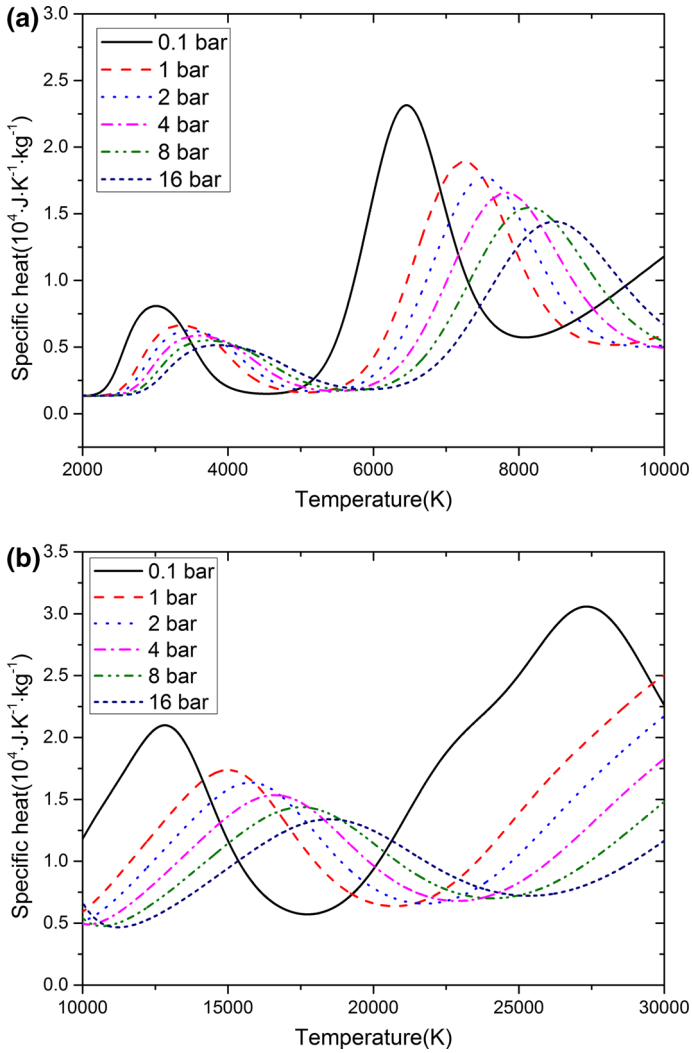 (a)
3.0
2.5
2.0
1.5
1.0
0.5
0.0
Specific heat(10⁴·J·K⁻¹·kg⁻¹)
0.1 bar
1 bar
2 bar
4 bar
8 bar
16 bar
2000 4000 6000 8000 10000
Temperature(K)
(b)
3.5
3.0
2.5
2.0
1.5
1.0
0.5
0.0
Specific heat(10⁴·J·K⁻¹·kg⁻¹)
0.1 bar
1 bar
2 bar
4 bar
8 bar
16 bar
10000 15000 20000 25000 30000
Temperature(K)